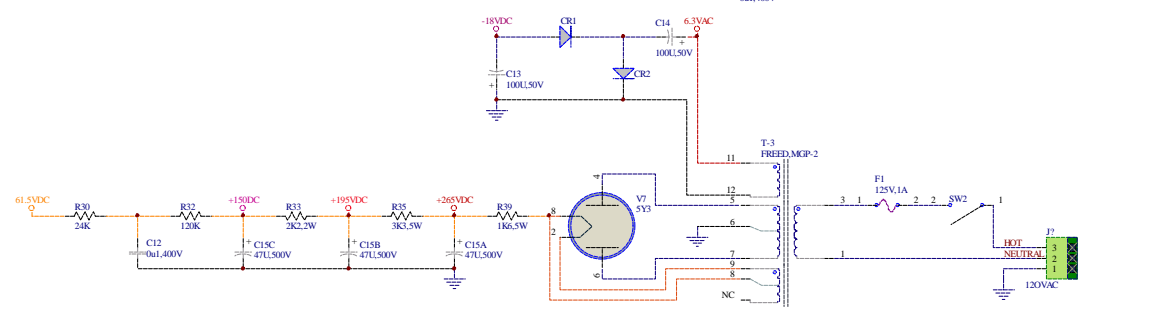 -18VDC
CR1
C14
6.3VAC
100U,50V
+
C13
100U,50V
+
CR2
T-3
FREED,MGP-2
11
12
5
6
7
9
8
NC
3
1
F1
125V,1A
2
2
SW2
1
1
J?
HOT
NEUTRAL
3
2
1
12OVAC
61.5VDC
R30
24K
R32
120K
+150DC
R33
2K2,2W
+195VDC
R35
3K3,5W
+265VDC
R39
1K6,5W
8
2
4
6
V7
5Y3
C12
0u1,400V
+
C15C
47U,500V
+
C15B
47U,500V
+
C15A
47U,500V